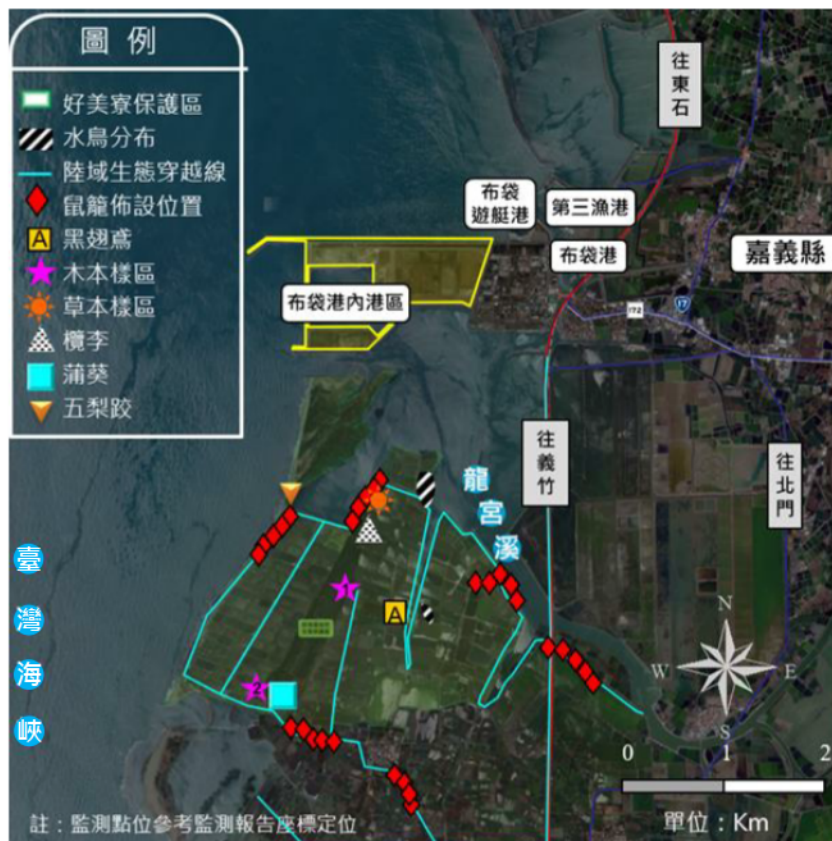 圖例
好美寮保護區
水鳥分布
陸域生態穿越線
鼠籠佈設位置
A
黑翅鳶
木本樣區
草本樣區
欖李
蒲葵
五梨跤
往東石
布袋
遊艇港
第三漁港
布袋港
嘉義縣
布袋港內港區
172
17
往義竹
往北門
龍宮溪
臺灣海峽
1
A
2
N
W
E
S
0
1
2
單位：Km
註：監測點位參考監測報告座標定位